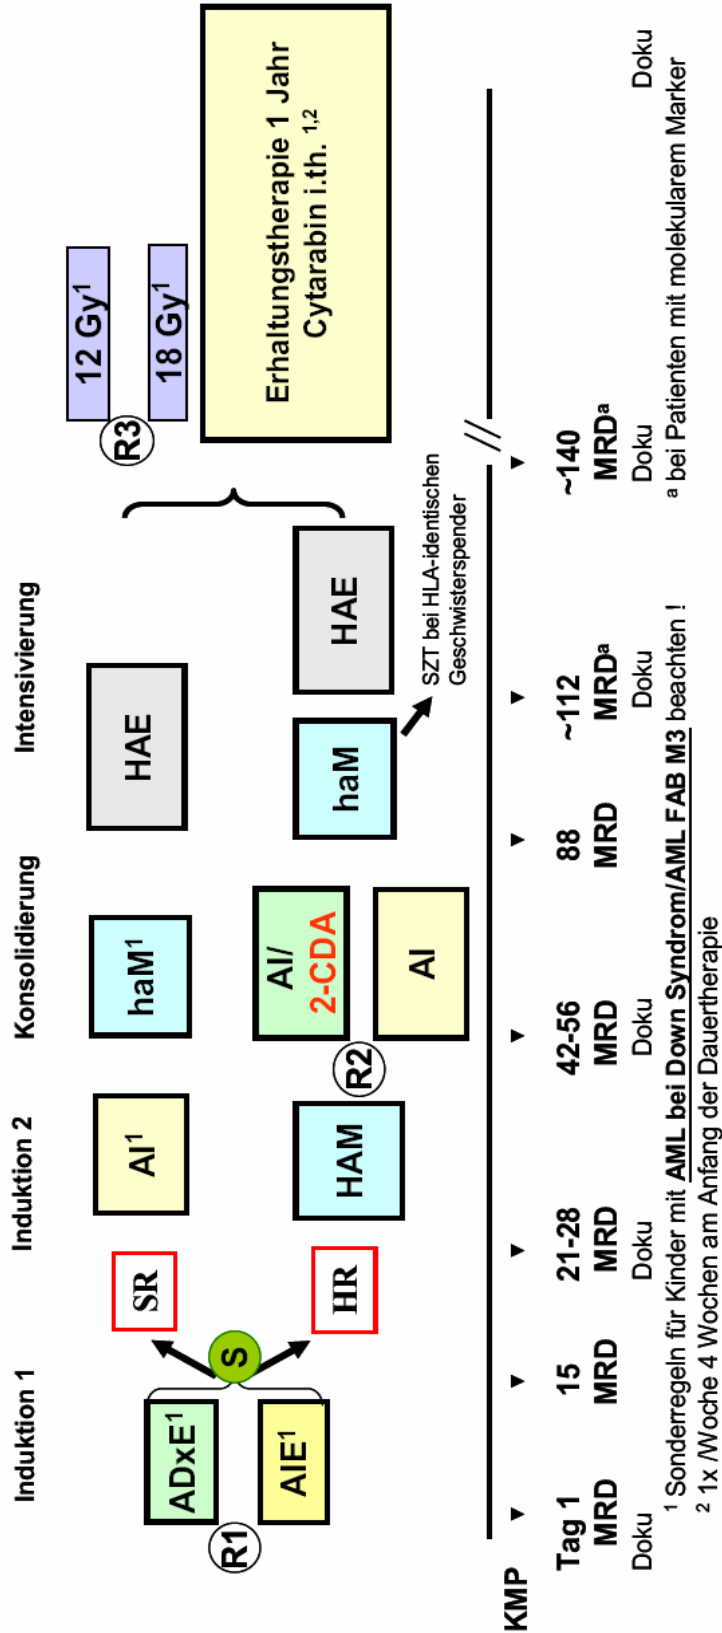 Induktion 1
Induktion 2
Konsolidierung
Intensivierung
R1
ADxE¹
AIE¹
S
SR
HR
AI¹
HAM
R2
haM¹
AI/
2-CDA
AI
HAE
haM
HAE
SZT bei HLA-identischen
Geschwisterspender
R3
12 Gy¹
18 Gy¹
Erhaltungstherapie 1 Jahr
Cytarabin i.th. ¹,²
KMP
Tag 1
MRD
Doku
15
MRD
21-28
MRD
Doku
42-56
MRD
Doku
88
MRD
~112
MRDᵃ
Doku
~140
MRDᵃ
Doku
Doku
¹ Sonderregeln für Kinder mit AML bei Down Syndrom/AML FAB M3 beachten !
² 1x /Woche 4 Wochen am Anfang der Dauertherapie
ᵃ bei Patienten mit molekularem Marker